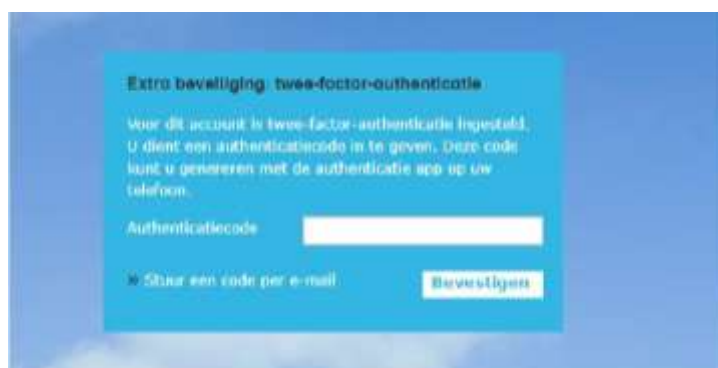 Extra beveiliging: twee-factor-authenticatie
Voor dit account is twee-factor-authenticatie ingesteld.
U dient een authenticatiecode in te geven. Deze code
kunt u genereren met de authenticatie app op uw
telefoon.
Authenticatiecode
» Stuur een code per e-mail
Bevestigen